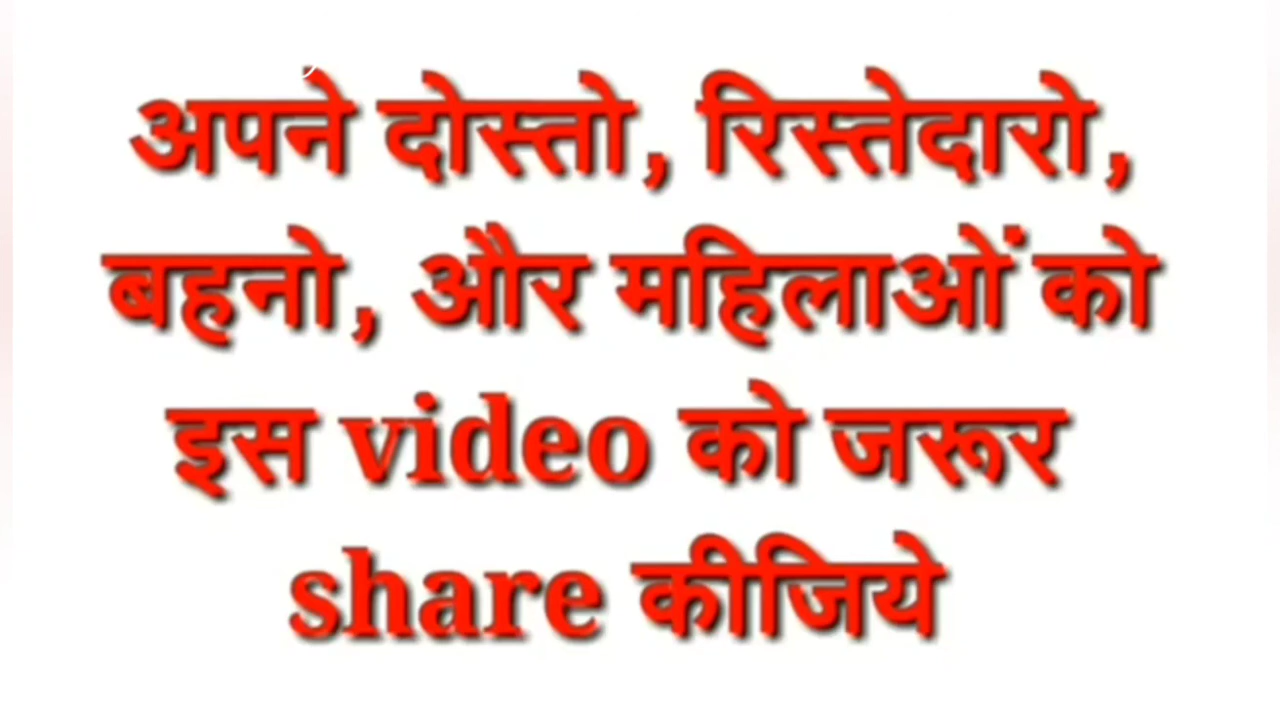 अपने दोस्तो, रिस्तेदारो,
बहनो, और महिलाओं को
इस video को जरूर
share कीजिये